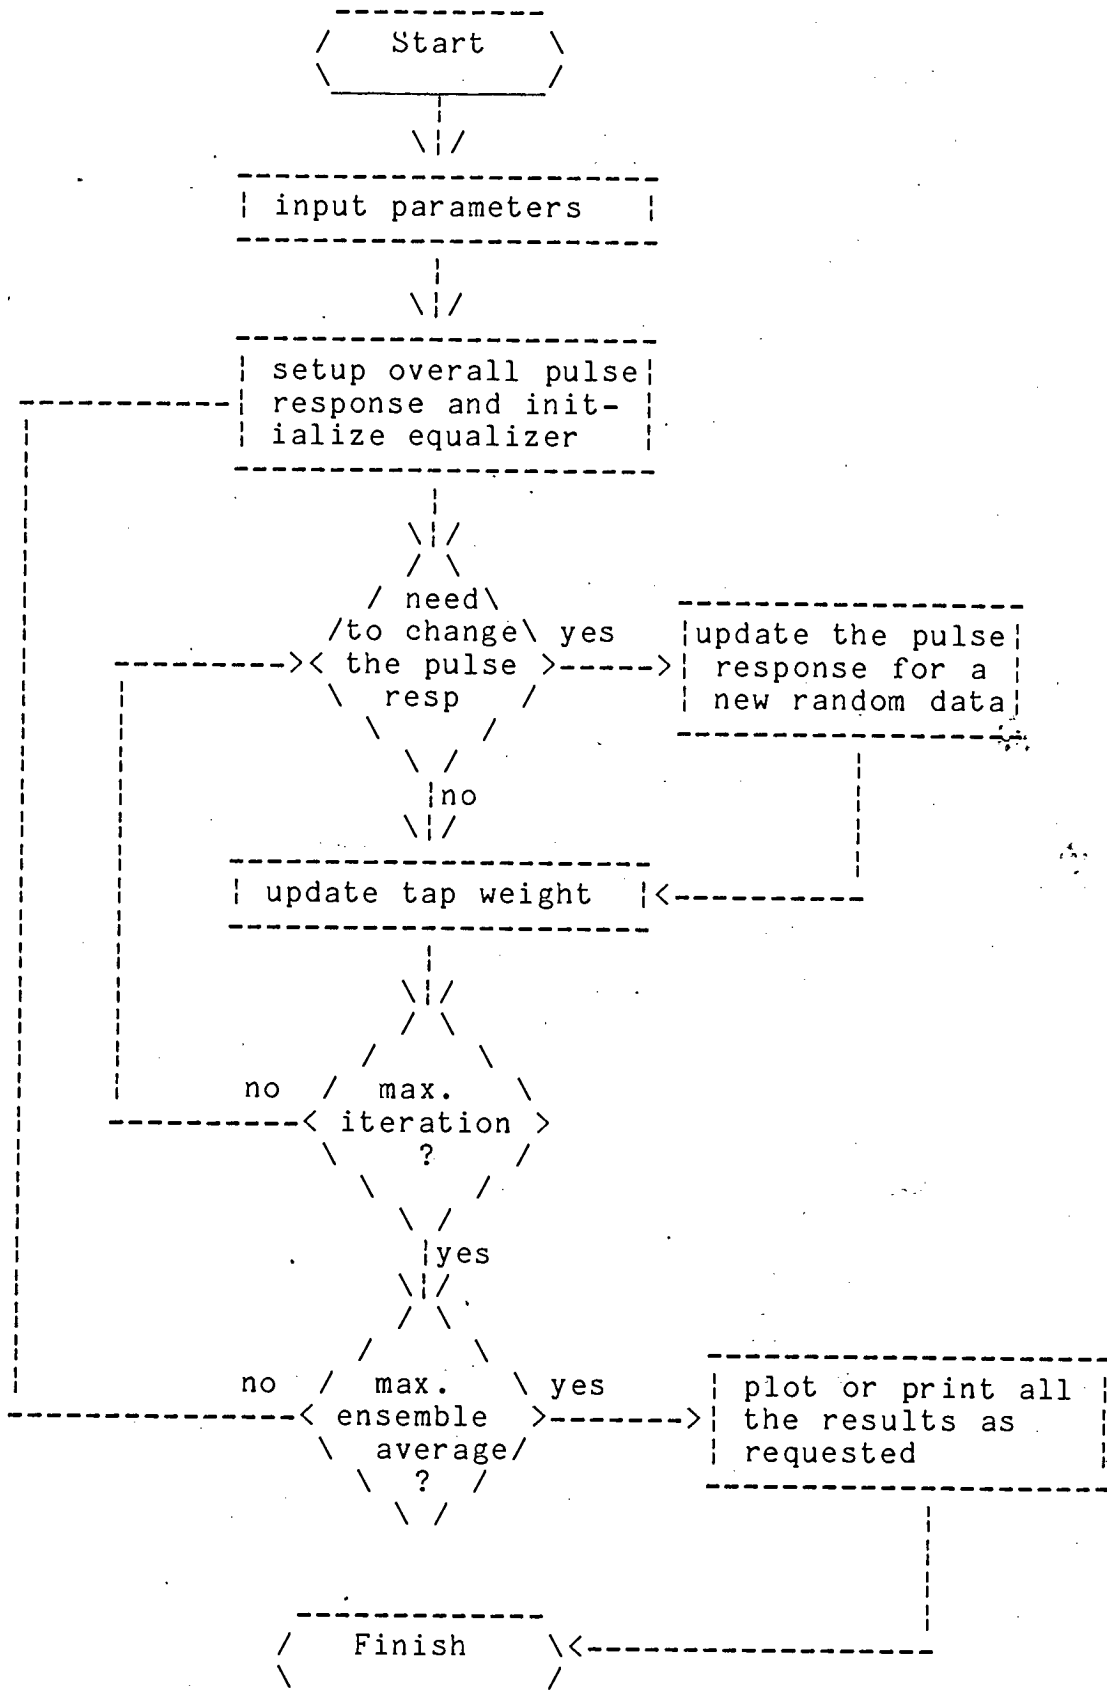 Start
input parameters
setup overall pulse
response and init-
ialize equalizer
need
to change
the pulse
resp
yes
update the pulse
response for a
new random data
no
update tap weight
no
max.
iteration
?
yes
no
max.
ensemble
average
?
yes
plot or print all
the results as
requested
Finish